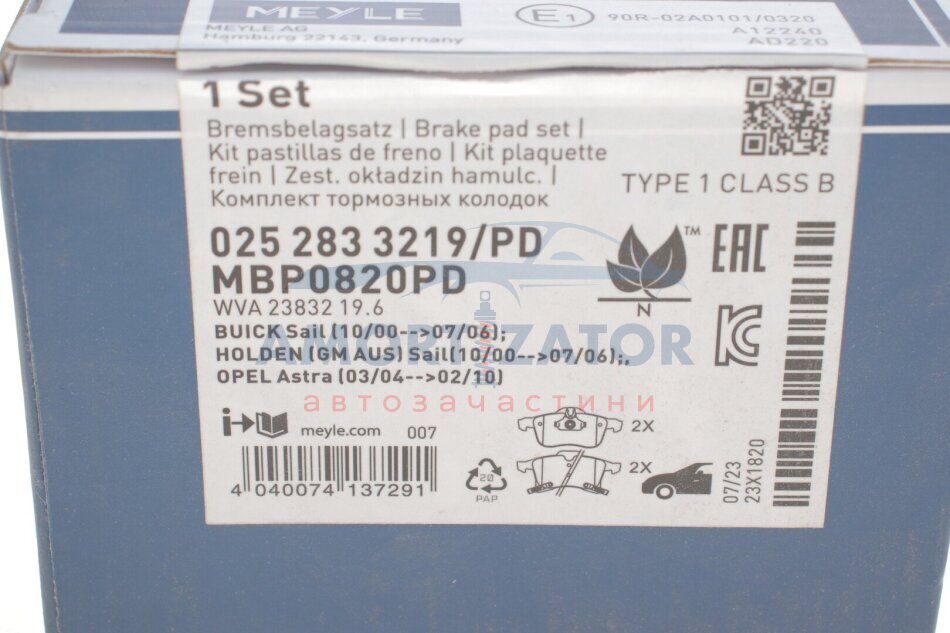 MEYLE
MEYLE AG
Hamburg 22143, Germany
E1
90R-02A0101/0320
A12240
AD220
1 Set
Bremsbelagsatz | Brake pad set |
Kit pastillas de freno | Kit plaquette
frein | Zest. okładzin hamulc. |
Комплект тормозных колодок
TYPE 1 CLASS B
025 283 3219/PD
MBP0820PD
WVA 23832 19.6
BUICK Sail (10/00-->07/06);
HOLDEN (GM AUS) Sail(10/00-->07/06);,
OPEL Astra (03/04-->02/10)
TM
N
EAC
KC
AMORTIZATOR
автозачастини
i
meyle.com
007
2X
2X
4 040074 137291
20
PAP
07/23
23X1820